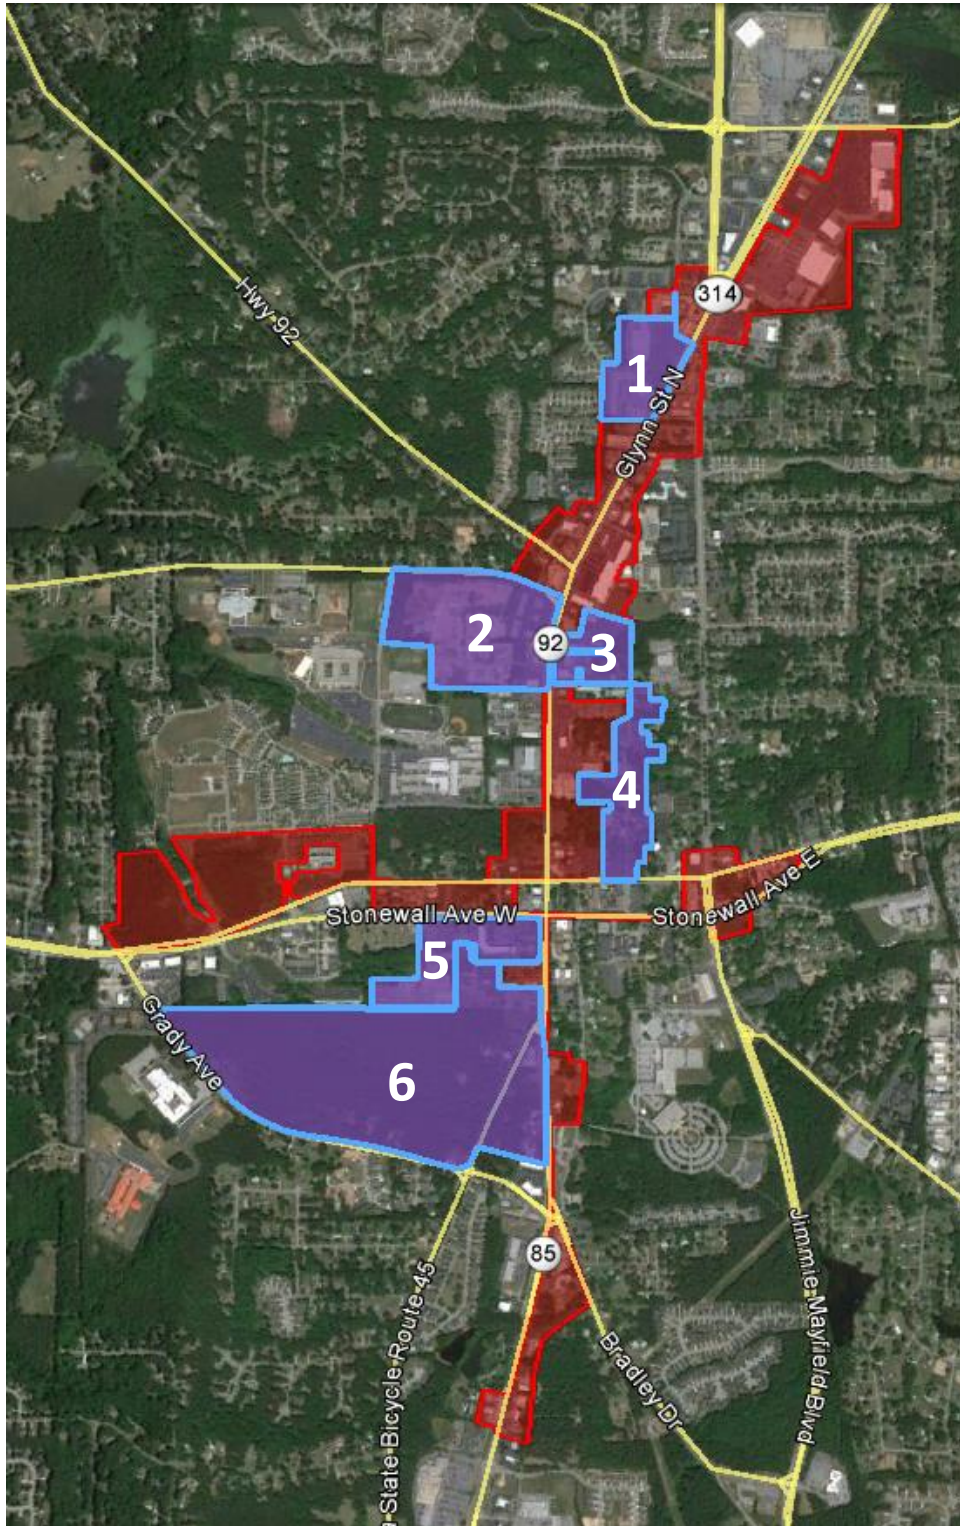 Hwy 92
314
1
Glynn St N
2
92
3
4
Stonewall Ave W
Stonewall Ave E
5
Grady Ave
6
85
State Bicycle Route 45
Bradley Dr
Jimmie Mayfield Blvd